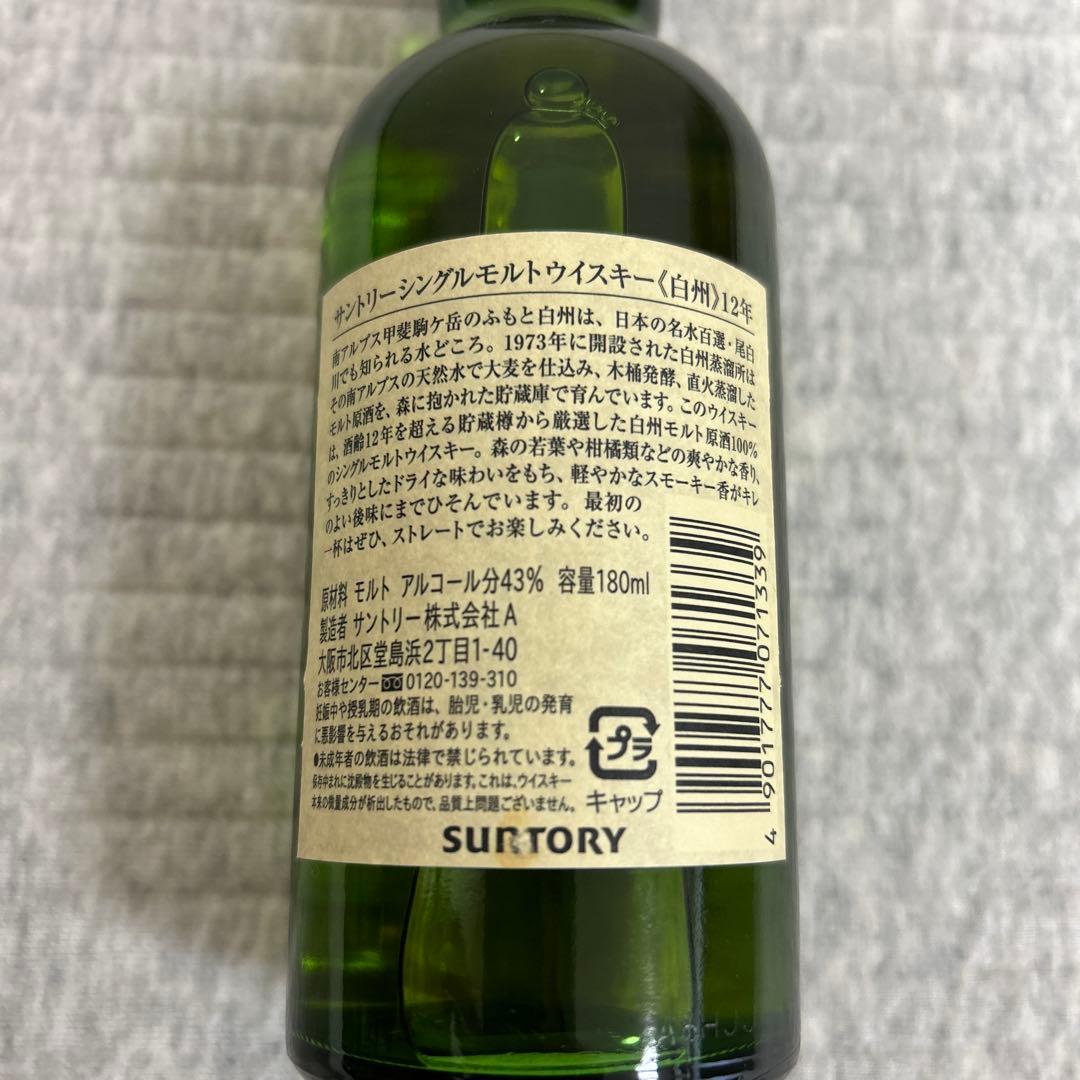 サントリーシングルモルトウイスキー《白州》12年
南アルプス甲斐駒ケ岳のふもと白州は、日本の名水百選・尾白
川でも知られる水どころ。1973年に開設された白州蒸溜所は
その南アルプスの天然水で大麦を仕込み、木桶発酵、直火蒸溜した
モルト原酒を、森に抱かれた貯蔵庫で育んでいます。このウイスキー
は、酒齢12年を超える貯蔵樽から厳選した白州モルト原酒100%
のシングルモルトウイスキー。森の若葉や柑橘類などの爽やかな香り、
すっきりとしたドライな味わいをもち、軽やかなスモーキー香がキレ
のよい後味にまでひそんでいます。最初の
一杯はぜひ、ストレートでお楽しみください。
原材料 モルト アルコール分43% 容量180ml
製造者 サントリー株式会社A
大阪市北区堂島浜2丁目1-40
お客様センター 0120-139-310
妊娠中や授乳期の飲酒は、胎児・乳児の発育
に悪影響を与えるおそれがあります。
●未成年者の飲酒は法律で禁じられています。
保存中まれに沈殿物を生じることがあります。これは、ウイスキー
本来の微量成分が析出したもので、品質上問題ございません。
プラ
キャップ
4 901777 071339
SUNTORY